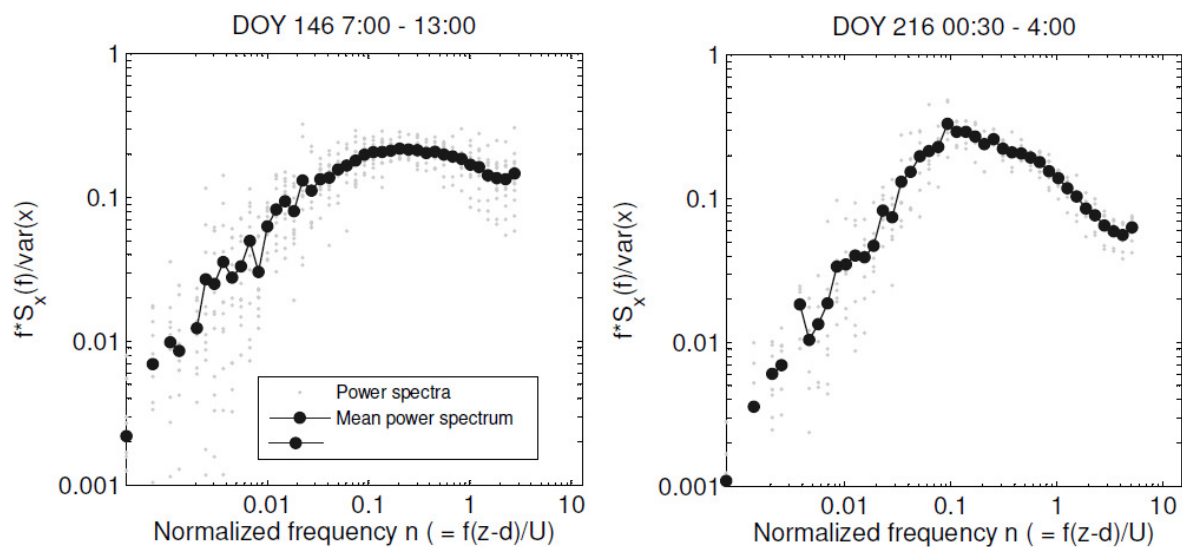 DOY 146 7:00 - 13:00
1
0.1
0.01
0.001
f*S_x(f)/var(x)
Power spectra
Mean power spectrum
0.01 0.1 1 10
Normalized frequency n ( = f(z-d)/U)
DOY 216 00:30 - 4:00
1
0.1
0.01
0.001
f*S_x(f)/var(x)
0.01 0.1 1 10
Normalized frequency n ( = f(z-d)/U)